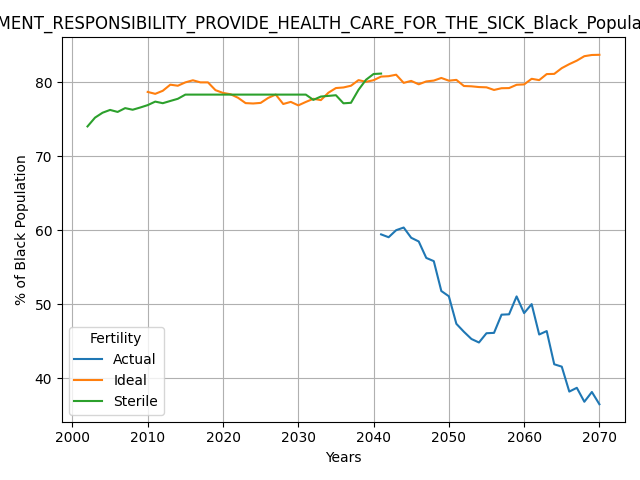 MENT_RESPONSIBILITY_PROVIDE_HEALTH_CARE_FOR_THE_SICK_Black_Popula
% of Black Population
80
70
60
50
40
Fertility
Actual
Ideal
Sterile
2000 2010 2020 2030 2040 2050 2060 2070
Years